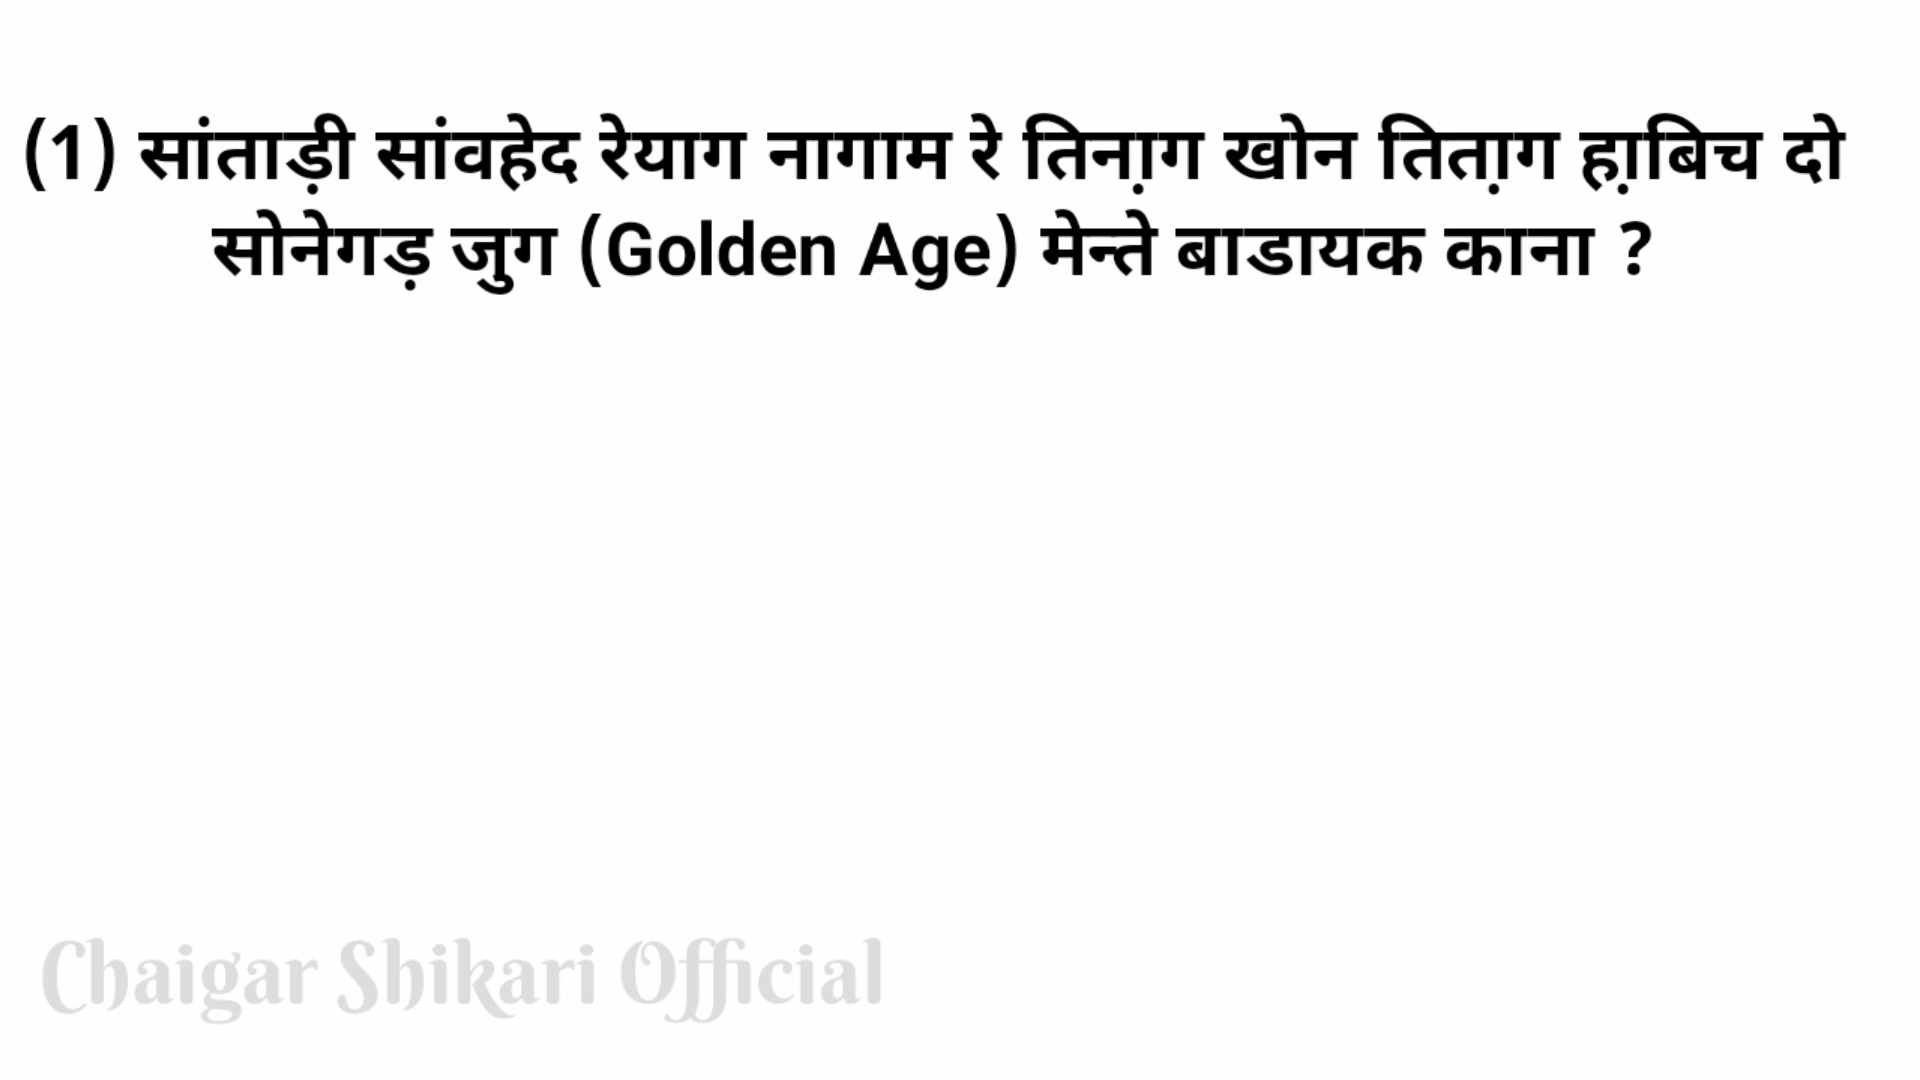 (1) सांताड़ी सांवहेद रेयाग नागाम रे तिना़ग खोन तिता़ग हा़बिच दो
सोनेगड़ जुग (Golden Age) मेन्ते बाडायक काना ?
Chaigar Shikari Official